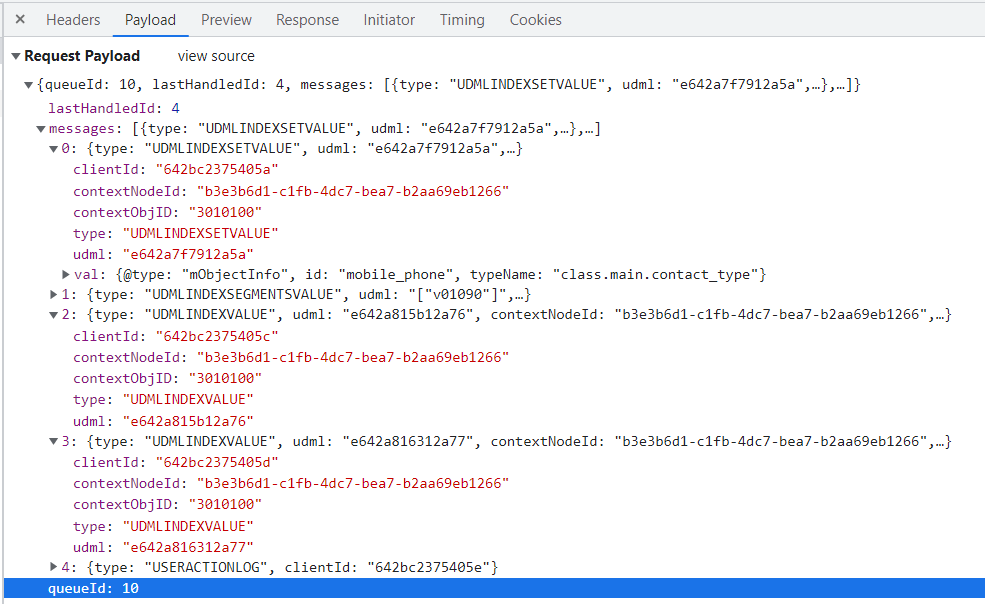 × Headers Payload Preview Response Initiator Timing Cookies
▼Request Payload view source
▼{queueId: 10, lastHandledId: 4, messages: [{type: "UDMLINDEXSETVALUE", udml: "e642a7f7912a5a",…},…]}
lastHandledId: 4
▼messages: [{type: "UDMLINDEXSETVALUE", udml: "e642a7f7912a5a",…},…]
▼0: {type: "UDMLINDEXSETVALUE", udml: "e642a7f7912a5a",…}
clientId: "642bc2375405a"
contextNodeId: "b3e3b6d1-c1fb-4dc7-bea7-b2aa69eb1266"
contextObjID: "3010100"
type: "UDMLINDEXSETVALUE"
udml: "e642a7f7912a5a"
▶val: {@type: "mObjectInfo", id: "mobile_phone", typeName: "class.main.contact_type"}
▶1: {type: "UDMLINDEXSEGMENTSVALUE", udml: "["v01090"]",…}
▼2: {type: "UDMLINDEXVALUE", udml: "e642a815b12a76", contextNodeId: "b3e3b6d1-c1fb-4dc7-bea7-b2aa69eb1266",…}
clientId: "642bc2375405c"
contextNodeId: "b3e3b6d1-c1fb-4dc7-bea7-b2aa69eb1266"
contextObjID: "3010100"
type: "UDMLINDEXVALUE"
udml: "e642a815b12a76"
▼3: {type: "UDMLINDEXVALUE", udml: "e642a816312a77", contextNodeId: "b3e3b6d1-c1fb-4dc7-bea7-b2aa69eb1266",…}
clientId: "642bc2375405d"
contextNodeId: "b3e3b6d1-c1fb-4dc7-bea7-b2aa69eb1266"
contextObjID: "3010100"
type: "UDMLINDEXVALUE"
udml: "e642a816312a77"
▶4: {type: "USERACTIONLOG", clientId: "642bc2375405e"}
queueId: 10